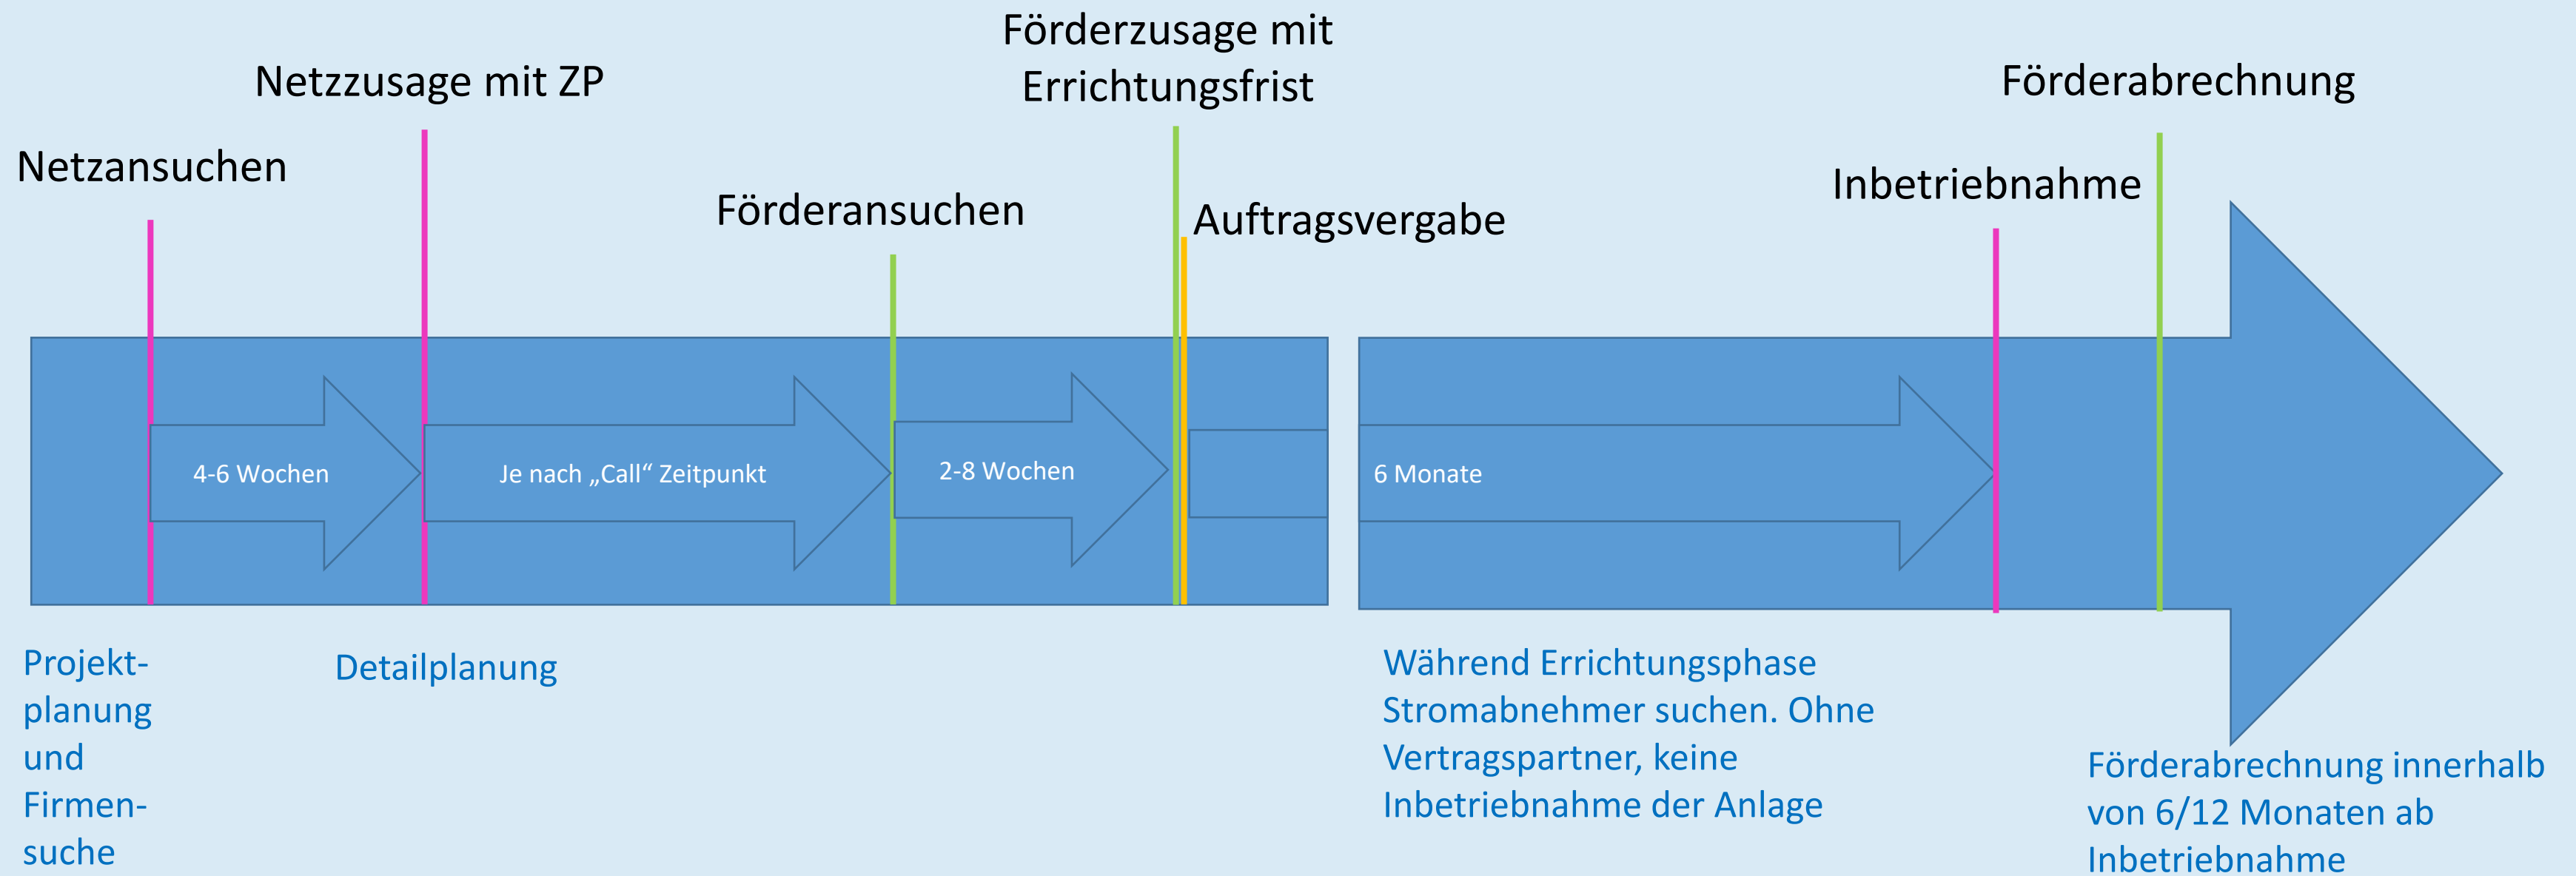 Förderzusage mit
Errichtungsfrist
Netzzusage mit ZP
Förderabrechnung
Netzansuchen
Inbetriebnahme
Förderansuchen
Auftragsvergabe
4-6 Wochen
Je nach „Call“ Zeitpunkt
2-8 Wochen
6 Monate
Projekt-
planung
und
Firmen-
suche
Detailplanung
Während Errichtungsphase
Stromabnehmer suchen. Ohne
Vertragspartner, keine
Inbetriebnahme der Anlage
Förderabrechnung innerhalb
von 6/12 Monaten ab
Inbetriebnahme